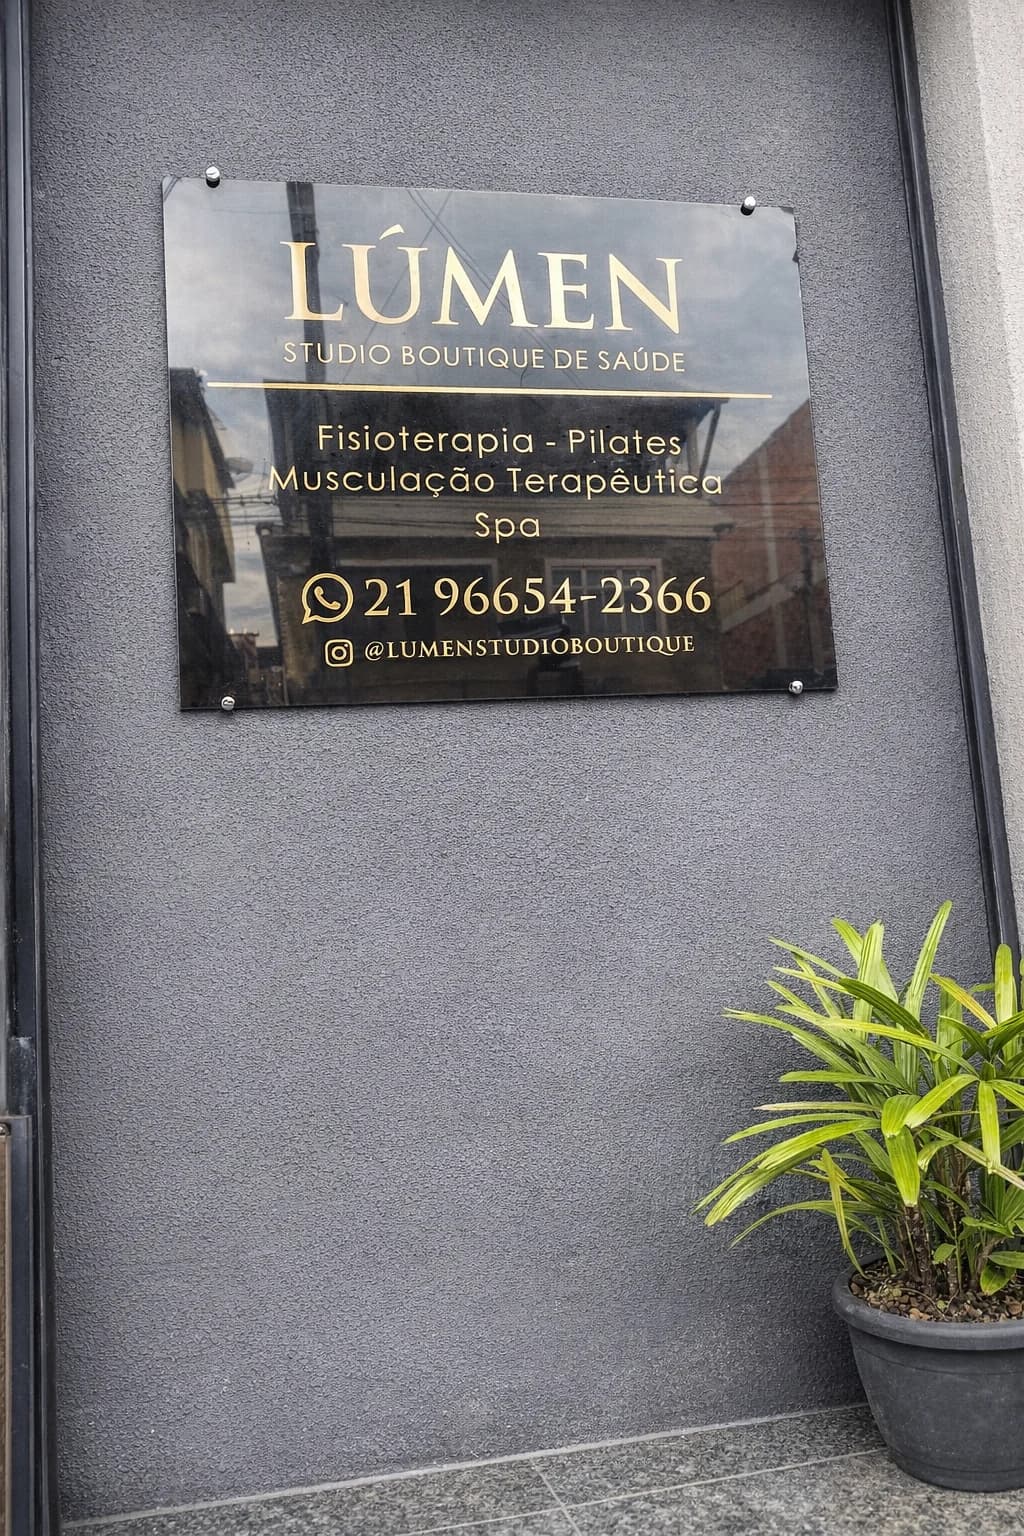 LÚMEN
STUDIO BOUTIQUE DE SAÚDE
Fisioterapia - Pilates
Musculação Terapêutica
Spa
21 96654-2366
@LUMENSTUDIOBOUTIQUE